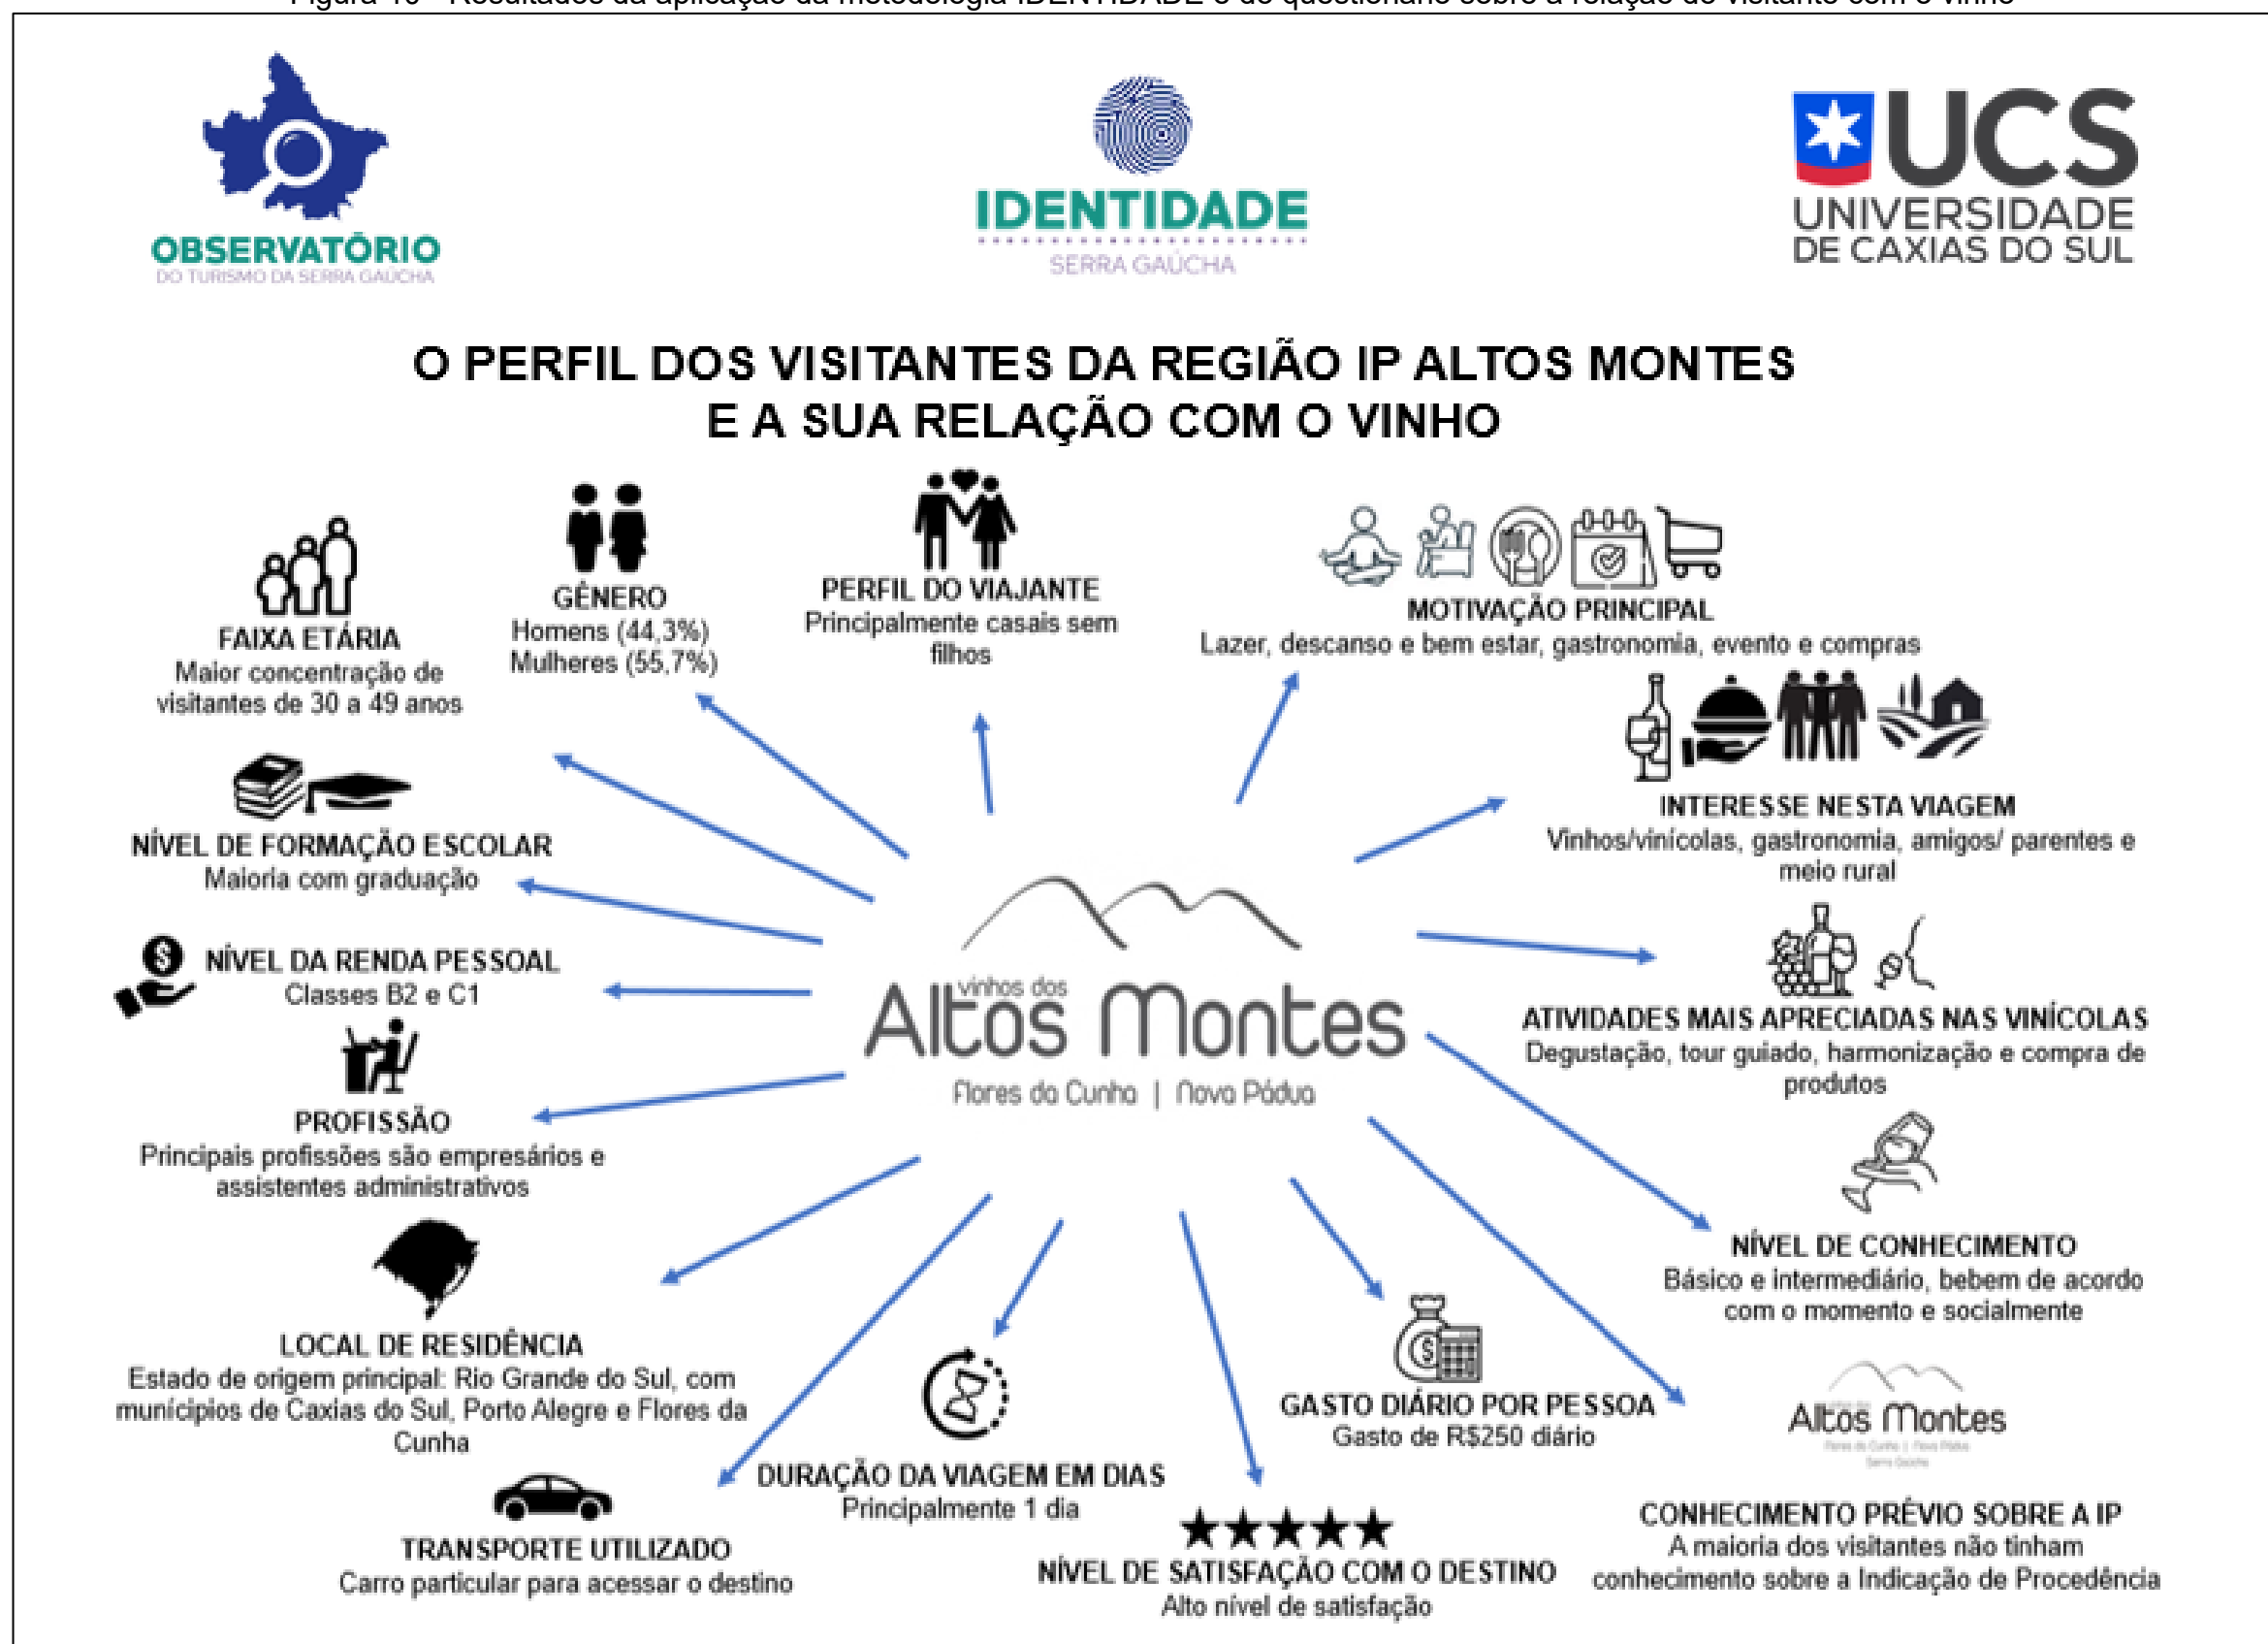 OBSERVATÓRIO
DO TURISMO DA SERRA GAÚCHA
IDENTIDADE
SERRA GAÚCHA
UCS
UNIVERSIDADE
DE CAXIAS DO SUL
O PERFIL DOS VISITANTES DA REGIÃO IP ALTOS MONTES
E A SUA RELAÇÃO COM O VINHO
FAIXA ETÁRIA
Maior concentração de
visitantes de 30 a 49 anos
GÊNERO
Homens (44,3%)
Mulheres (55,7%)
PERFIL DO VIAJANTE
Principalmente casais sem
filhos
MOTIVAÇÃO PRINCIPAL
Lazer, descanso e bem estar, gastronomia, evento e compras
INTERESSE NESTA VIAGEM
Vinhos/vinícolas, gastronomia, amigos/ parentes e
meio rural
NÍVEL DE FORMAÇÃO ESCOLAR
Maioria com graduação
NÍVEL DA RENDA PESSOAL
Classes B2 e C1
vinhos dos
Altos Montes
Flores da Cunha | Nova Pádua
ATIVIDADES MAIS APRECIADAS NAS VINÍCOLAS
Degustação, tour guiado, harmonização e compra de
produtos
PROFISSÃO
Principais profissões são empresários e
assistentes administrativos
NÍVEL DE CONHECIMENTO
Básico e intermediário, bebem de acordo
com o momento e socialmente
LOCAL DE RESIDÊNCIA
Estado de origem principal: Rio Grande do Sul, com
munícipios de Caxias do Sul, Porto Alegre e Flores da
Cunha
GASTO DIÁRIO POR PESSOA
Gasto de R$250 diário
Altos Montes
Flores da Cunha | Nova Pádua
Serra Gaúcha
DURAÇÃO DA VIAGEM EM DIAS
Principalmente 1 dia
TRANSPORTE UTILIZADO
Carro particular para acessar o destino
NÍVEL DE SATISFAÇÃO COM O DESTINO
Alto nível de satisfação
CONHECIMENTO PRÉVIO SOBRE A IP
A maioria dos visitantes não tinham
conhecimento sobre a Indicação de Procedência